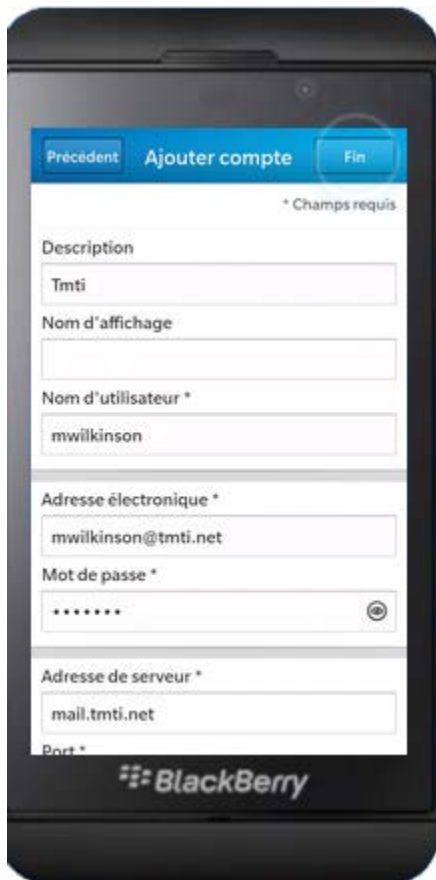 Précédent Ajouter compte Fin
* Champs requis
Description
Tmti
Nom d'affichage
Nom d'utilisateur *
mwilkinson
Adresse électronique *
mwilkinson@tmti.net
Mot de passe *
•••••••
Adresse de serveur *
mail.tmti.net
Port *
BlackBerry